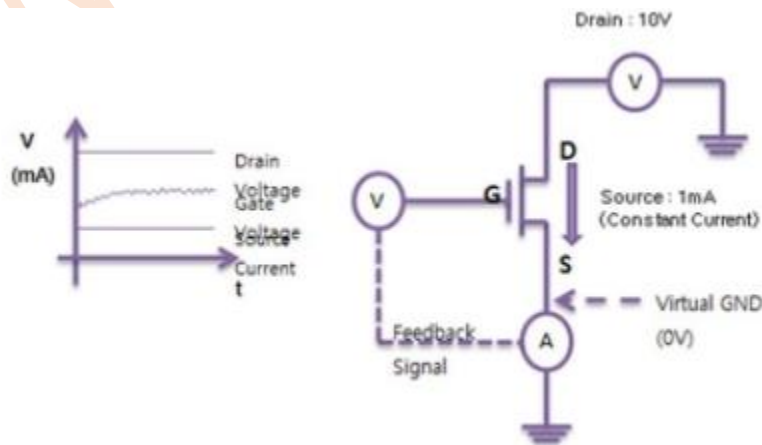 Drain : 10V
V
V
(mA)
Drain
Voltage
Gate
Voltage
Source
Current
t
V
G
D
S
Source : 1mA
(Constant Current)
Virtual GND
(0V)
Feedback
Signal
A